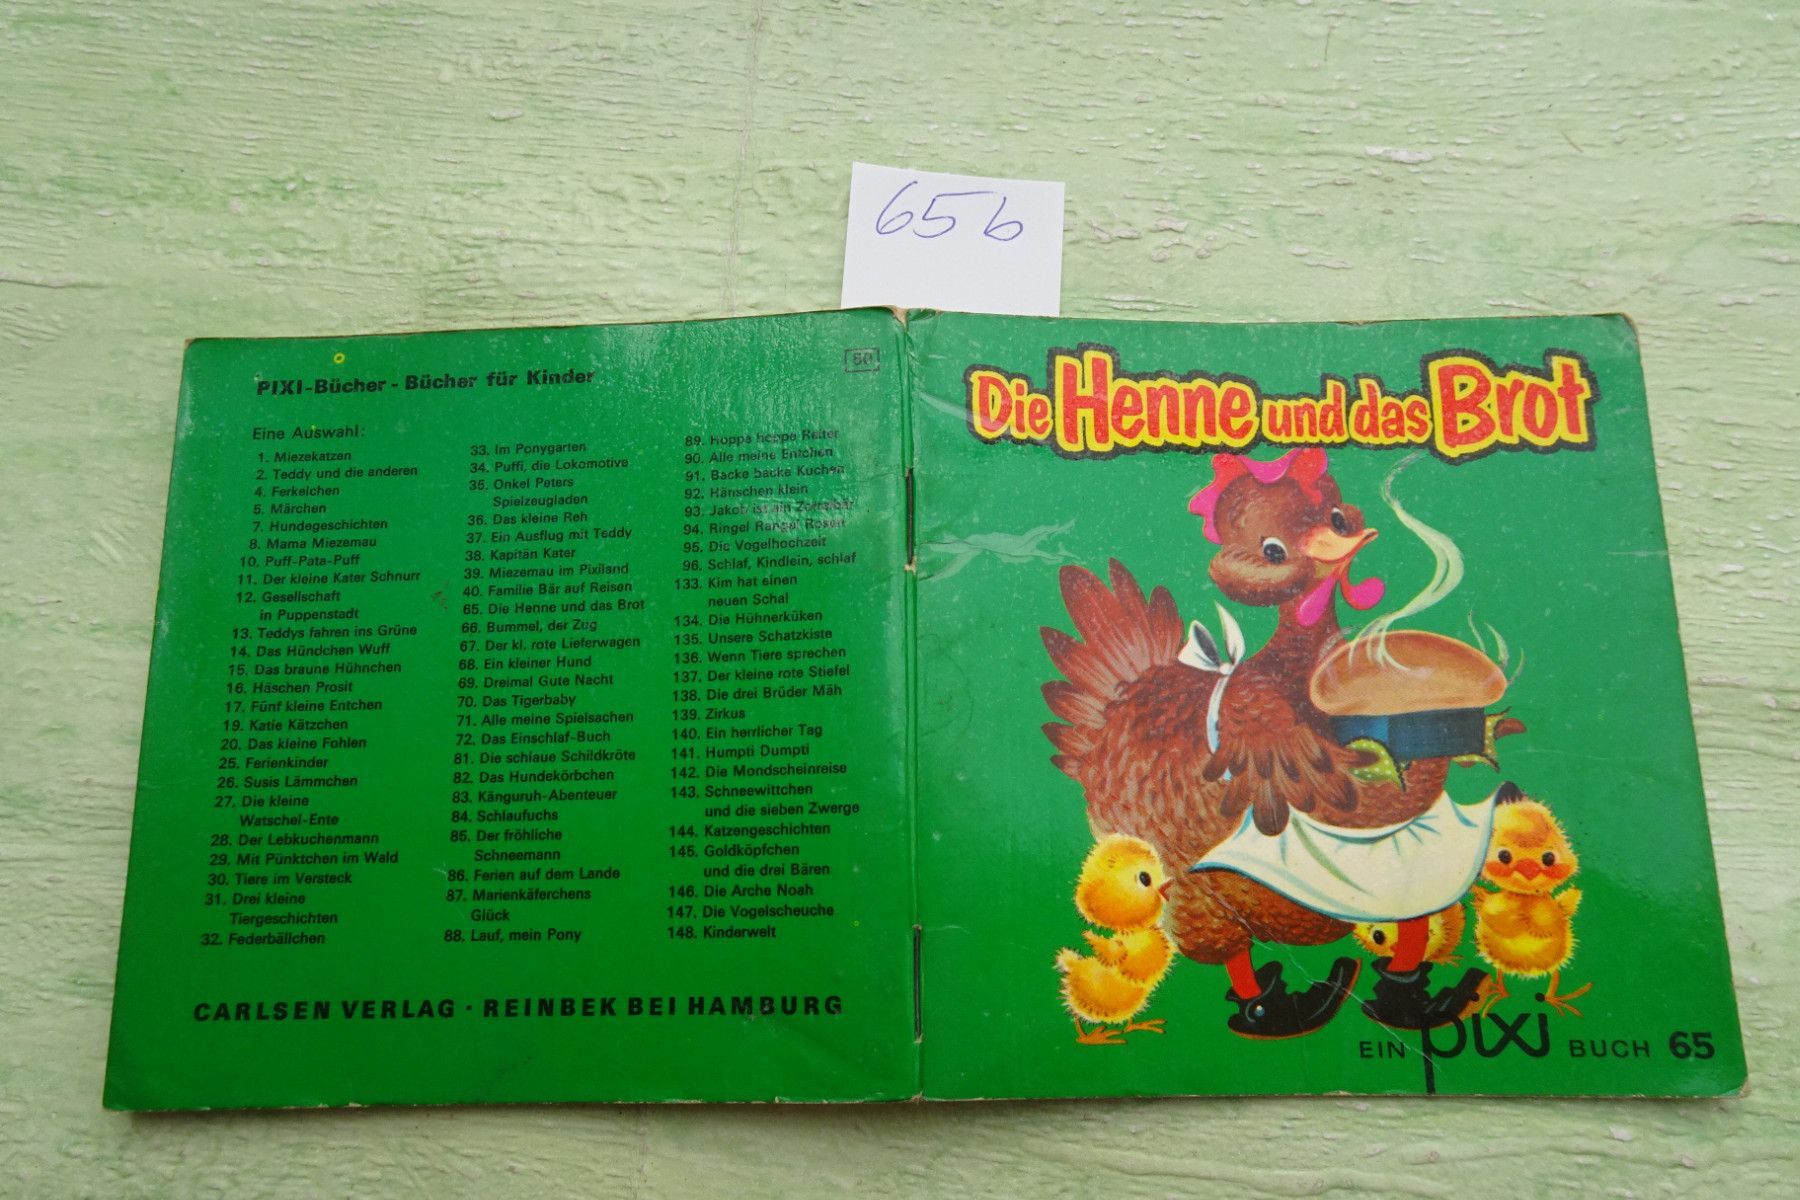 65 b
PIXI-Bücher - Bücher für Kinder
50
Eine Auswahl:
1. Miezekatzen
2. Teddy und die anderen
4. Ferkelchen
5. Märchen
7. Hundegeschichten
8. Mama Miezemau
10. Puff-Pata-Puff
11. Der kleine Kater Schnurr
12. Gesellschaft
in Puppenstadt
13. Teddys fahren ins Grüne
14. Das Hündchen Wuff
15. Das braune Hühnchen
16. Häschen Prosit
17. Fünf kleine Entchen
19. Katie Kätzchen
20. Das kleine Fohlen
25. Ferienkinder
26. Susis Lämmchen
27. Die kleine
Watschel-Ente
28. Der Lebkuchenmann
29. Mit Pünktchen im Wald
30. Tiere im Versteck
31. Drei kleine
Tiergeschichten
32. Federbällchen
33. Im Ponygarten
34. Puffi, die Lokomotive
35. Onkel Peters
Spielzeugladen
36. Das kleine Reh
37. Ein Ausflug mit Teddy
38. Kapitän Kater
39. Miezemau im Pixiland
40. Familie Bär auf Reisen
65. Die Henne und das Brot
66. Bummel, der Zug
67. Der kl. rote Lieferwagen
68. Ein kleiner Hund
69. Dreimal Gute Nacht
70. Das Tigerbaby
71. Alle meine Spielsachen
72. Das Einschlaf-Buch
81. Die schlaue Schildkröte
82. Das Hundekörbchen
83. Känguruh-Abenteuer
84. Schlaufuchs
85. Der fröhliche
Schneemann
86. Ferien auf dem Lande
87. Marienkäferchens
Glück
88. Lauf, mein Pony
89. Hoppe hoppe Reiter
90. Alle meine Entchen
91. Backe backe Kuchen
92. Hänschen klein
93. Jakob ist ein Zottelbär
94. Ringel Rangel Rosen
95. Die Vogelhochzeit
96. Schlaf, Kindlein, schlaf
133. Kim hat einen
neuen Schal
134. Die Hühnerküken
135. Unsere Schatzkiste
136. Wenn Tiere sprechen
137. Der kleine rote Stiefel
138. Die drei Brüder Mäh
139. Zirkus
140. Ein herrlicher Tag
141. Humpti Dumpti
142. Die Mondscheinreise
143. Schneewittchen
und die sieben Zwerge
144. Katzengeschichten
145. Goldköpfchen
und die drei Bären
146. Die Arche Noah
147. Die Vogelscheuche
148. Kinderwelt
CARLSEN VERLAG · REINBEK BEI HAMBURG
Die Henne und das Brot
EIN pixi BUCH 65